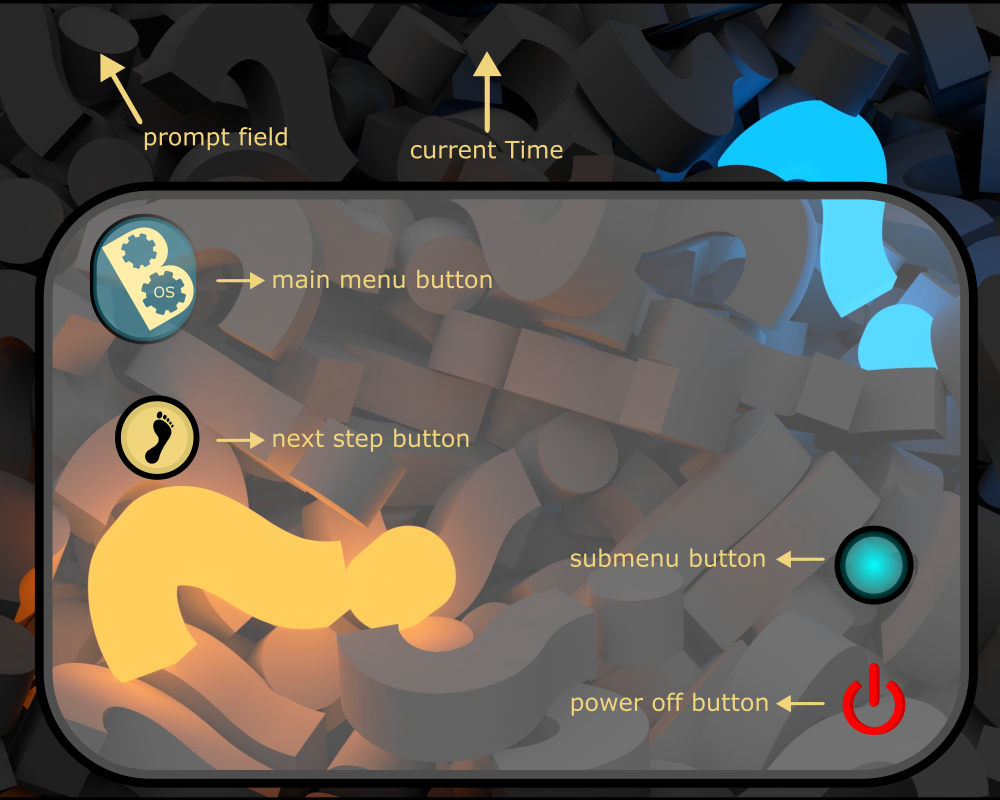 prompt field
current Time
OS
main menu button
next step button
submenu button
power off button